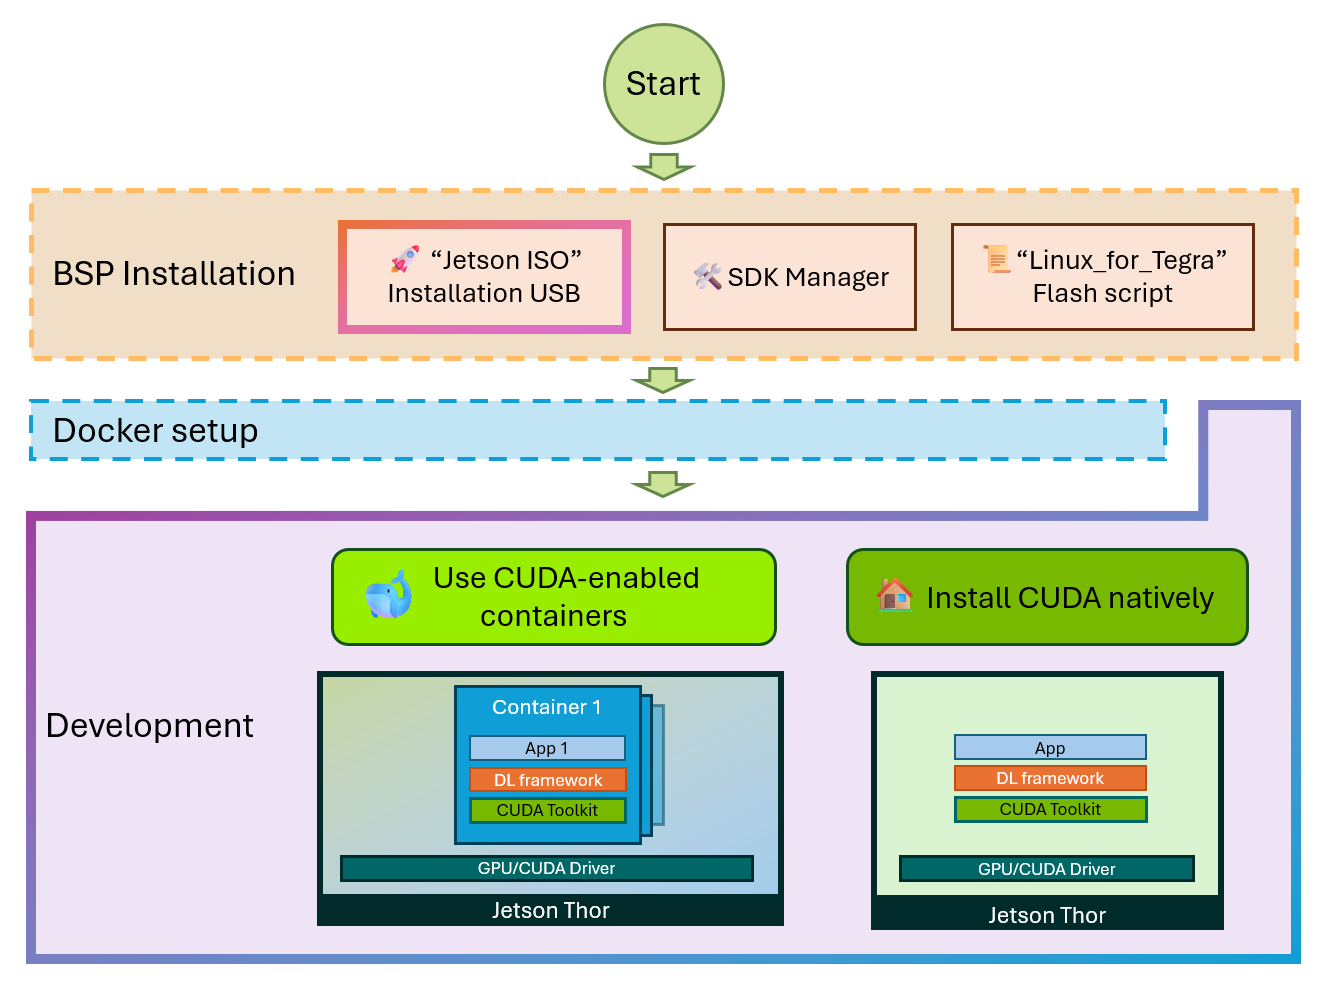 Start
BSP Installation
“Jetson ISO”
Installation USB
SDK Manager
“Linux_for_Tegra”
Flash script
Docker setup
Use CUDA-enabled
containers
Install CUDA natively
Development
Container 1
App 1
DL framework
CUDA Toolkit
GPU/CUDA Driver
Jetson Thor
App
DL framework
CUDA Toolkit
GPU/CUDA Driver
Jetson Thor